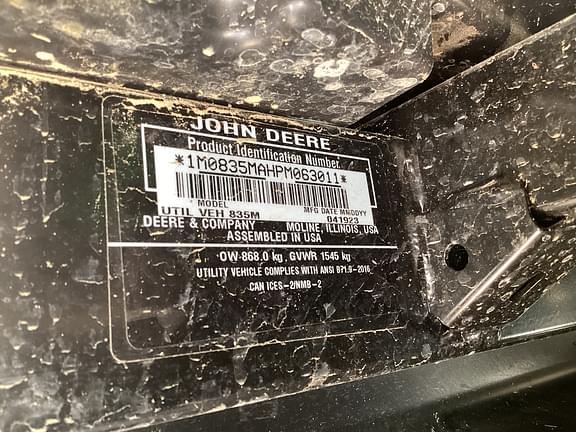 JOHN DEERE
Product Identification Number
*1M0835MAHPM063011*
MODEL MFG DATE MMDDYY
UTIL VEH 835M 041923
DEERE & COMPANY MOLINE, ILLINOIS, USA
ASSEMBLED IN USA
OW-868.0 kg, GVWR 1545 kg
UTILITY VEHICLE COMPLIES WITH ANSI B71.9-2016
CAN ICES-2/NMB-2